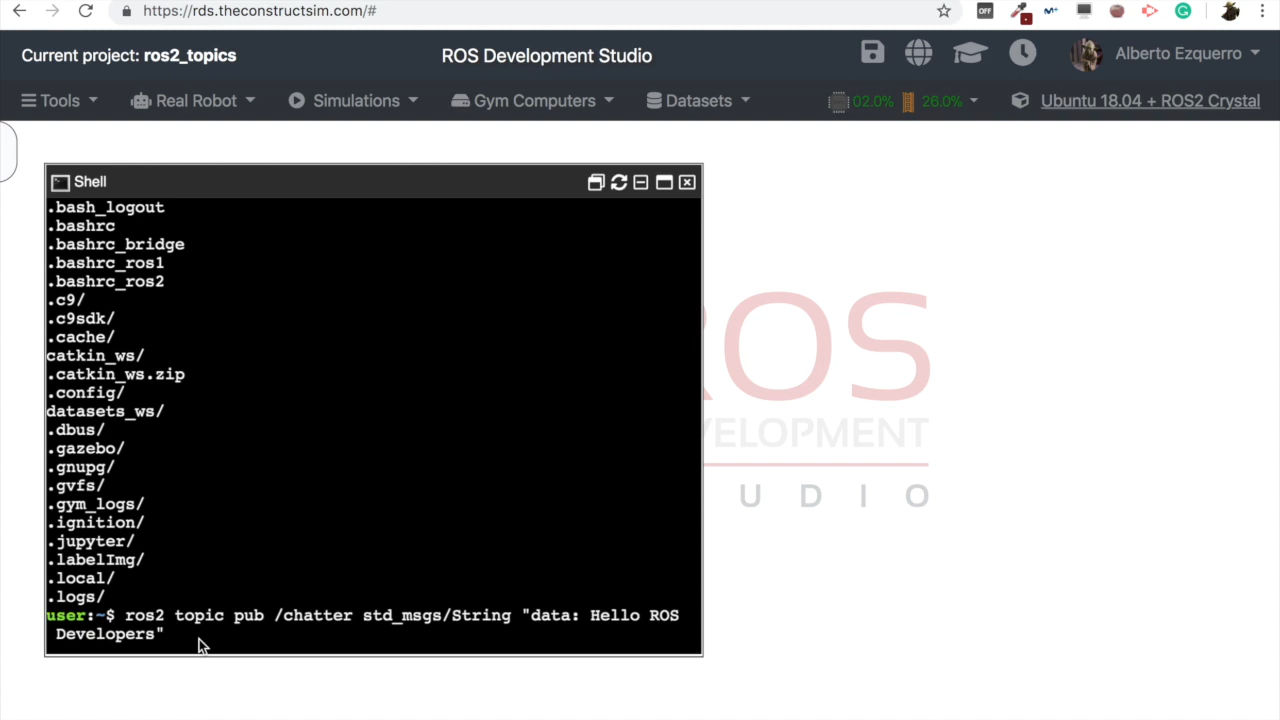 https://rds.theconstructsim.com/#
OFF
M+
Current project: ros2_topics
ROS Development Studio
Alberto Ezquerro
Tools
Real Robot
Simulations
Gym Computers
Datasets
02.0%
26.0%
Ubuntu 18.04 + ROS2 Crystal
Shell
.bash_logout
.bashrc
.bashrc_bridge
.bashrc_ros1
.bashrc_ros2
.c9/
.c9sdk/
.cache/
catkin_ws/
.catkin_ws.zip
.config/
datasets_ws/
.dbus/
.gazebo/
.gnupg/
.gvfs/
.gym_logs/
.ignition/
.jupyter/
.labelImg/
.local/
.logs/
user:~$ ros2 topic pub /chatter std_msgs/String "data: Hello ROS
Developers"
ROS
VELOPMENT
UDIO